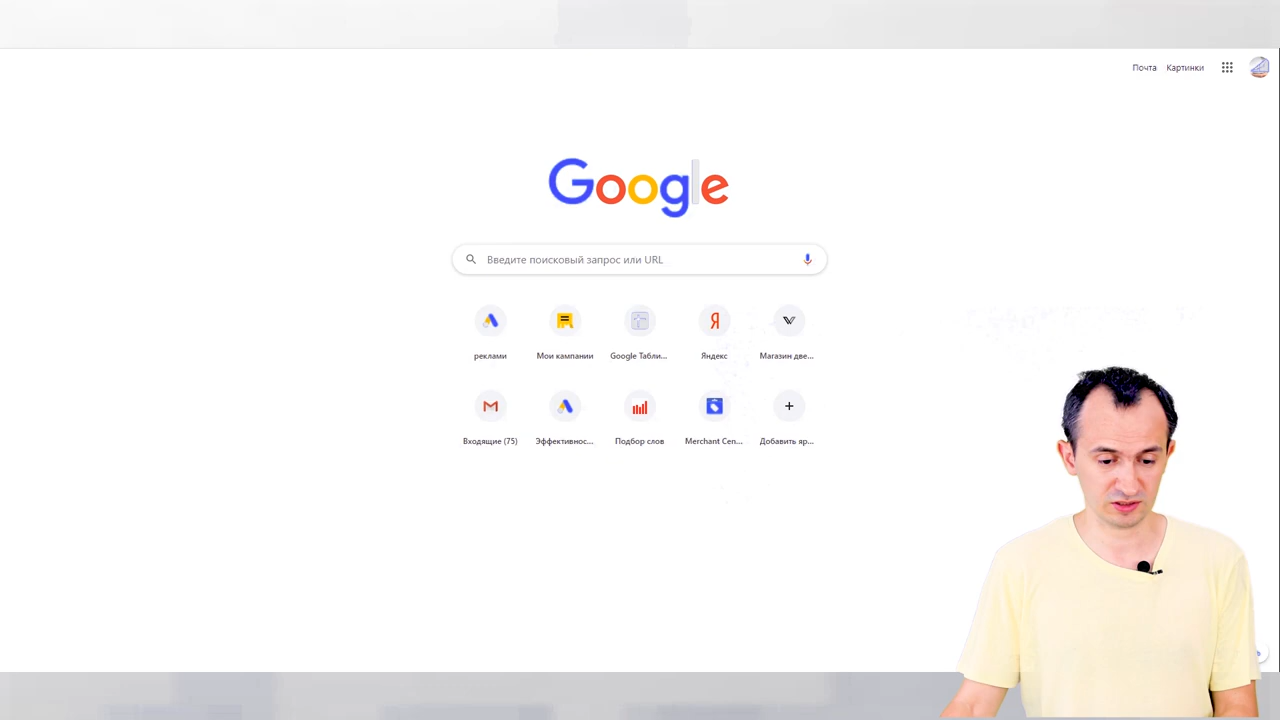 Почта Картинки
Google
Введите поисковый запрос или URL
реклами Мои кампании Google Табли... Яндекс Магазин две...
Входящие (75) Эффективнос... Подбор слов Merchant Cen... Добавить яр...